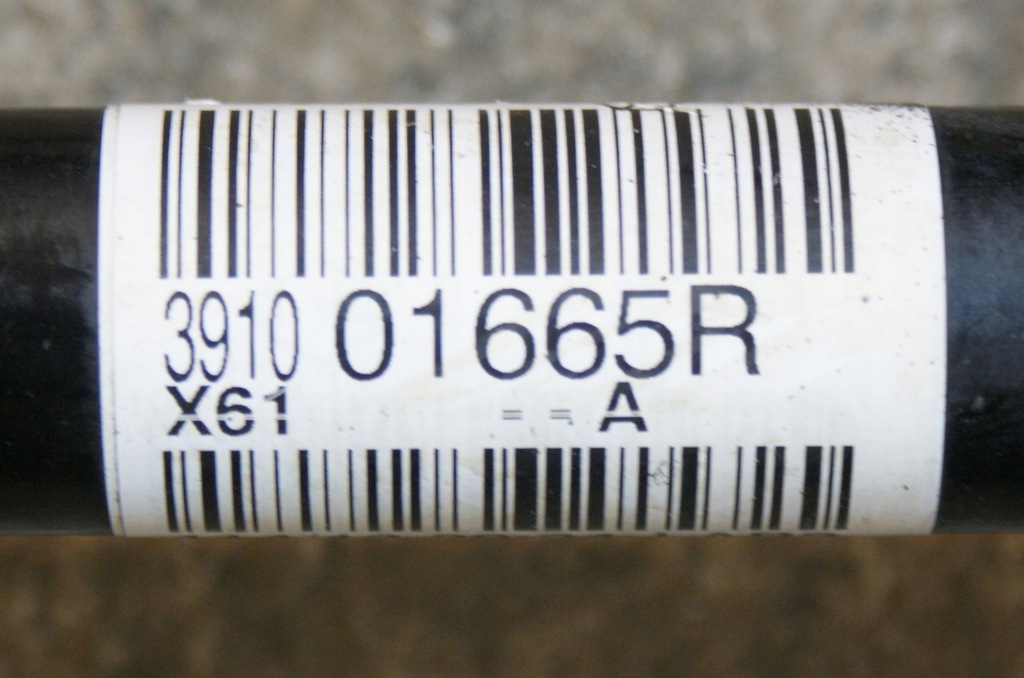 3910 01665R
X61 = = A